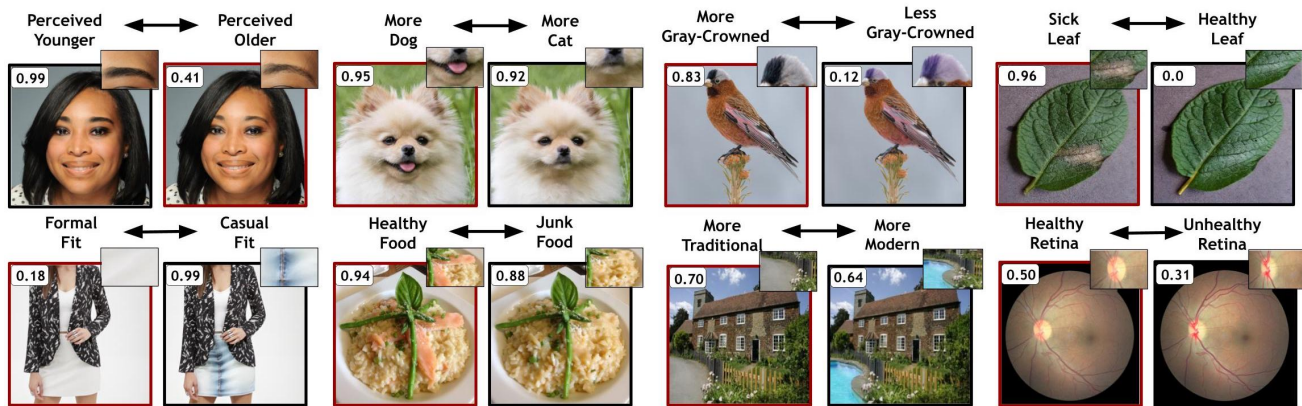 Perceived
Younger
Perceived
Older
More
Dog
More
Cat
More
Gray-Crowned
Less
Gray-Crowned
Sick
Leaf
Healthy
Leaf
0.99
0.41
0.95
0.92
0.83
0.12
0.96
0.0
Formal
Fit
Casual
Fit
Healthy
Food
Junk
Food
More
Traditional
More
Modern
Healthy
Retina
Unhealthy
Retina
0.18
0.99
0.94
0.88
0.70
0.64
0.50
0.31